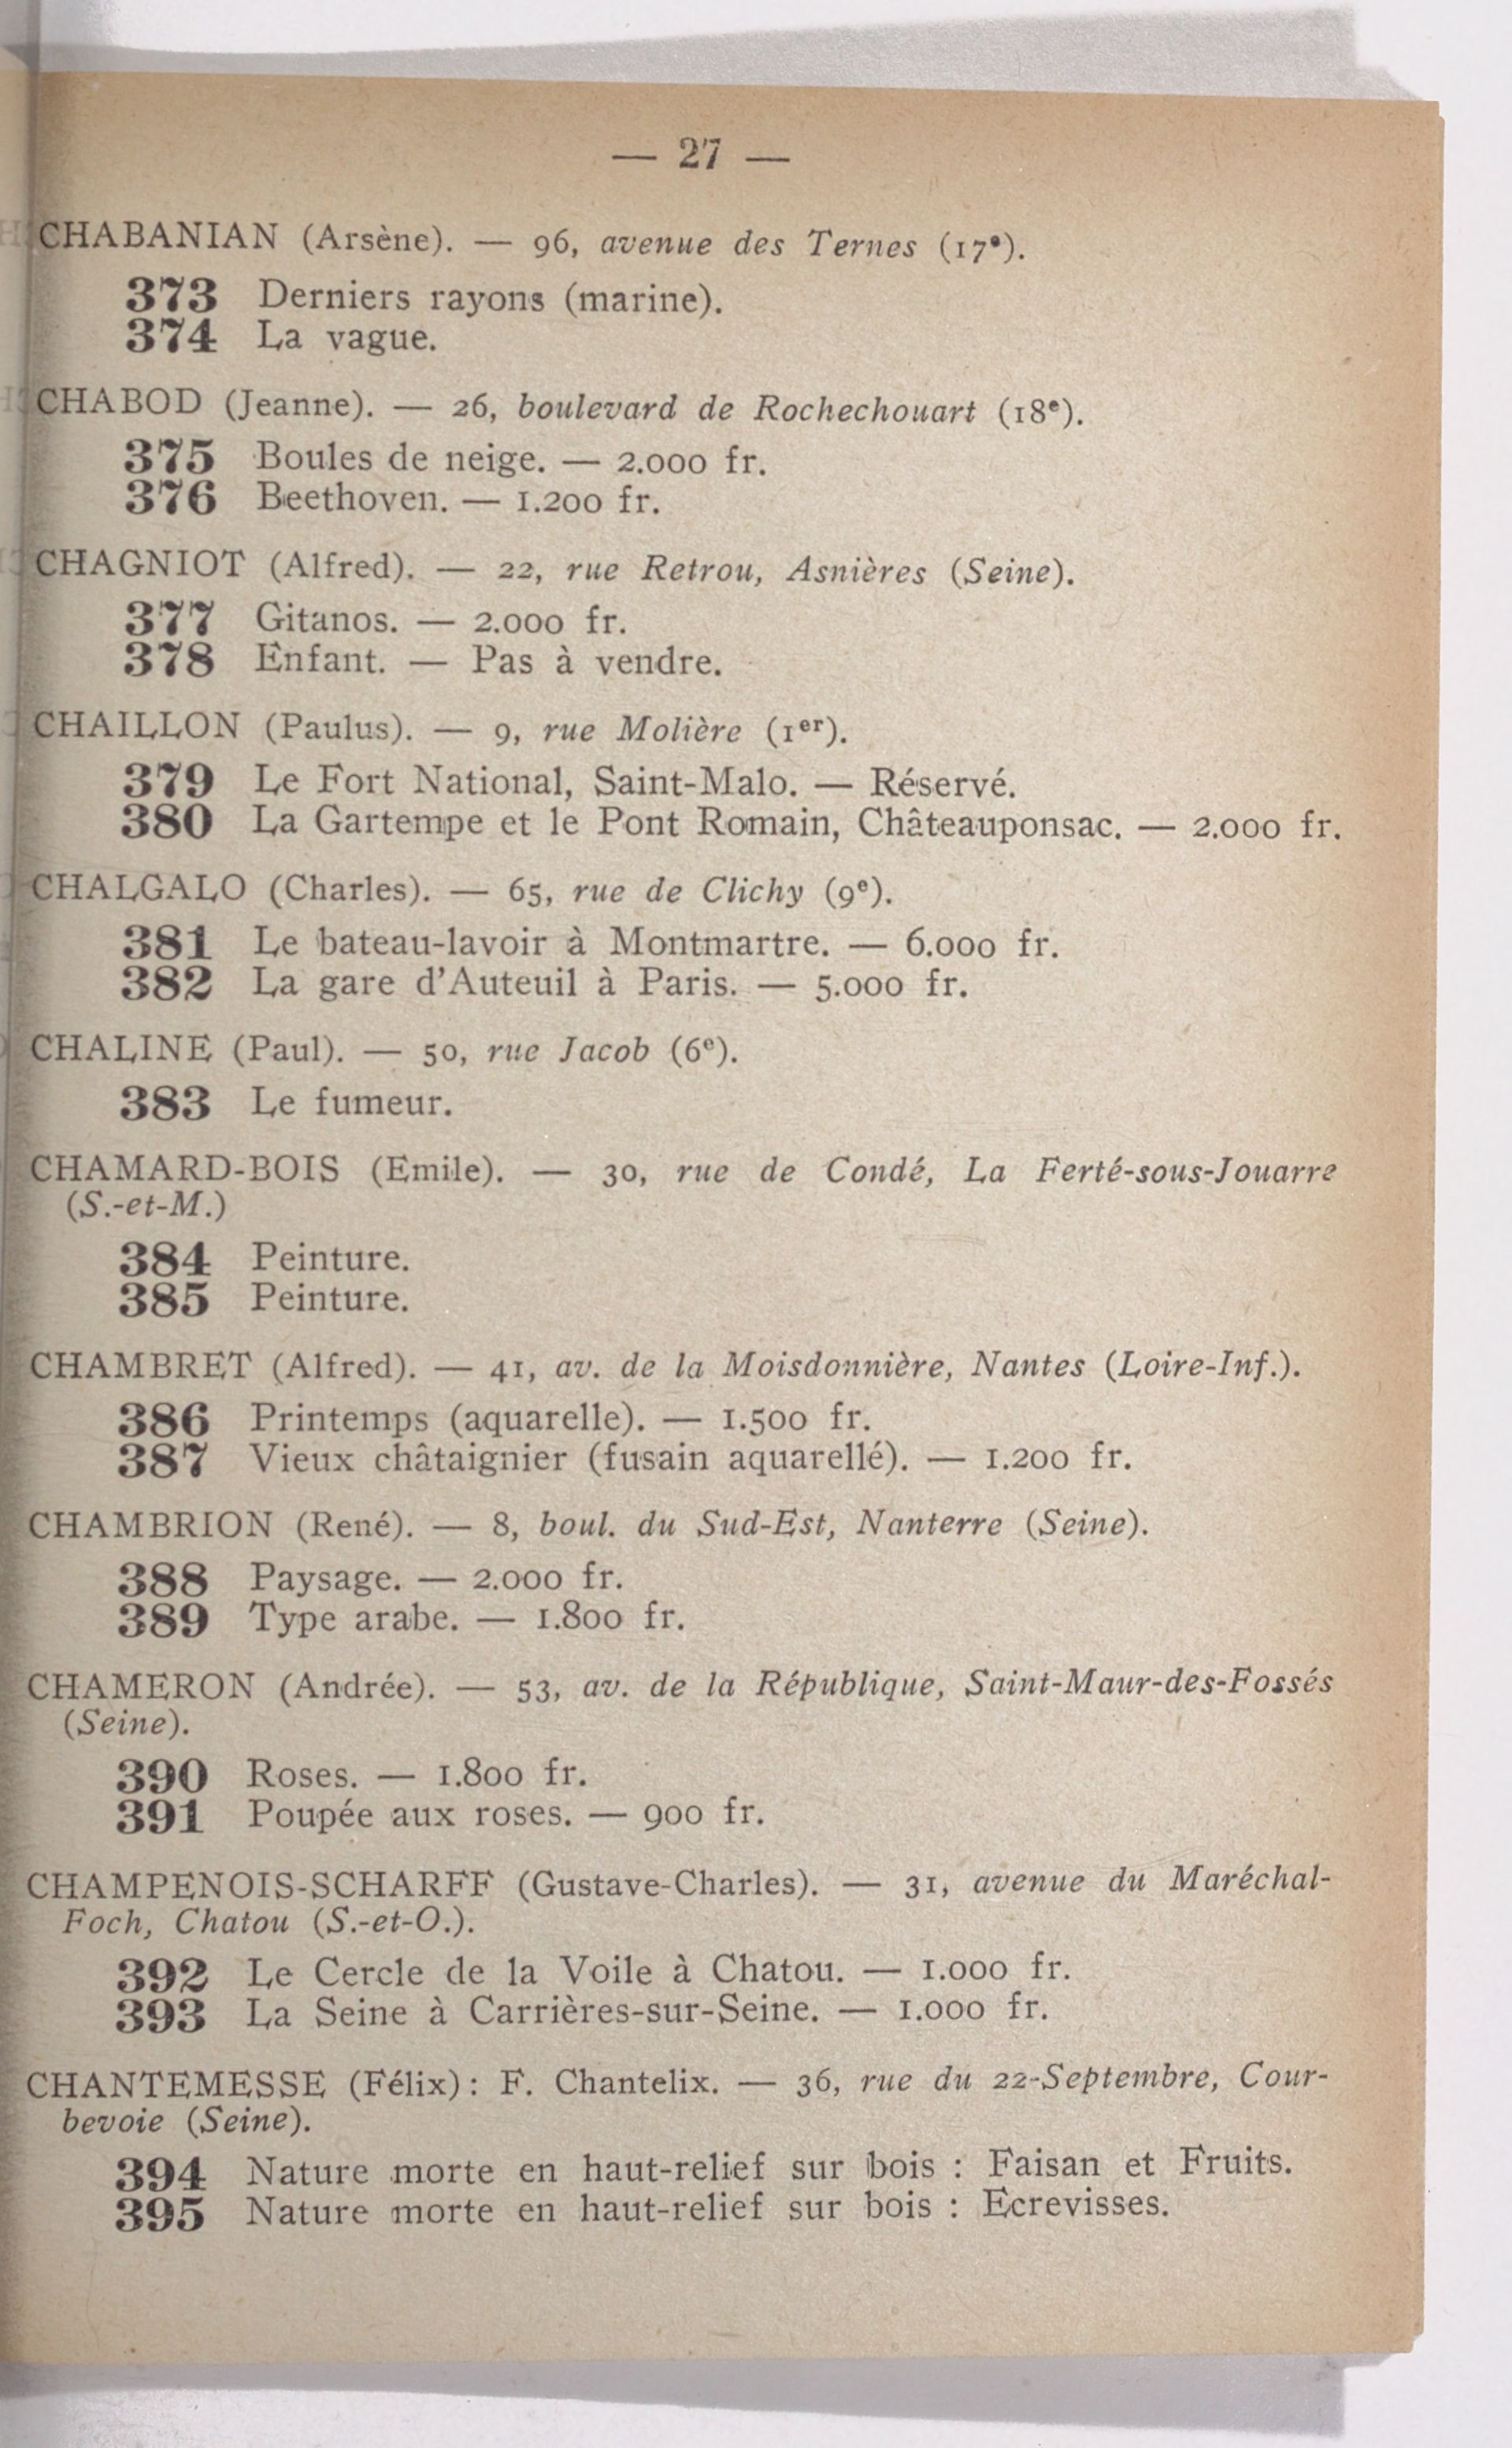 — 27 —
CHABANIAN (Arsène). — 96, avenue des Ternes (17e).
373 Derniers rayons (marine).
374 La vague.
CHABOD (Jeanne). — 26, boulevard de Rochechouart (18e).
375 Boules de neige. — 2.000 fr.
376 Beethoven. — 1.200 fr.
CHAGNIOT (Alfred). — 22, rue Retrou, Asnières (Seine).
377 Gitanos. — 2.000 fr.
378 Enfant. — Pas à vendre.
CHAILLON (Paulus). — 9, rue Molière (1er).
379 Le Fort National, Saint-Malo. — Réservé.
380 La Gartempe et le Pont Romain, Châteauponsac. — 2.000 fr.
CHALGALO (Charles). — 65, rue de Clichy (9e).
381 Le bateau-lavoir à Montmartre. — 6.000 fr.
382 La gare d'Auteuil à Paris. — 5.000 fr.
CHALINE (Paul). — 50, rue Jacob (6e).
383 Le fumeur.
CHAMARD-BOIS (Emile). — 30, rue de Condé, La Ferté-sous-Jouarre
(S.-et-M.)
384 Peinture.
385 Peinture.
CHAMBRET (Alfred). — 41, av. de la Moisdonnière, Nantes (Loire-Inf.).
386 Printemps (aquarelle). — 1.500 fr.
387 Vieux châtaignier (fusain aquarellé). — 1.200 fr.
CHAMBRION (René). — 8, boul. du Sud-Est, Nanterre (Seine).
388 Paysage. — 2.000 fr.
389 Type arabe. — 1.800 fr.
CHAMERON (Andrée). — 53, av. de la République, Saint-Maur-des-Fossés
(Seine).
390 Roses. — 1.800 fr.
391 Poupée aux roses. — 900 fr.
CHAMPENOIS-SCHARFF (Gustave-Charles). — 31, avenue du Maréchal-
Foch, Chatou (S.-et-O.).
392 Le Cercle de la Voile à Chatou. — 1.000 fr.
393 La Seine à Carrières-sur-Seine. — 1.000 fr.
CHANTEMESSE (Félix) : F. Chantelix. — 36, rue du 22-Septembre, Cour-
bevoie (Seine).
394 Nature morte en haut-relief sur bois : Faisan et Fruits.
395 Nature morte en haut-relief sur bois : Ecrevisses.